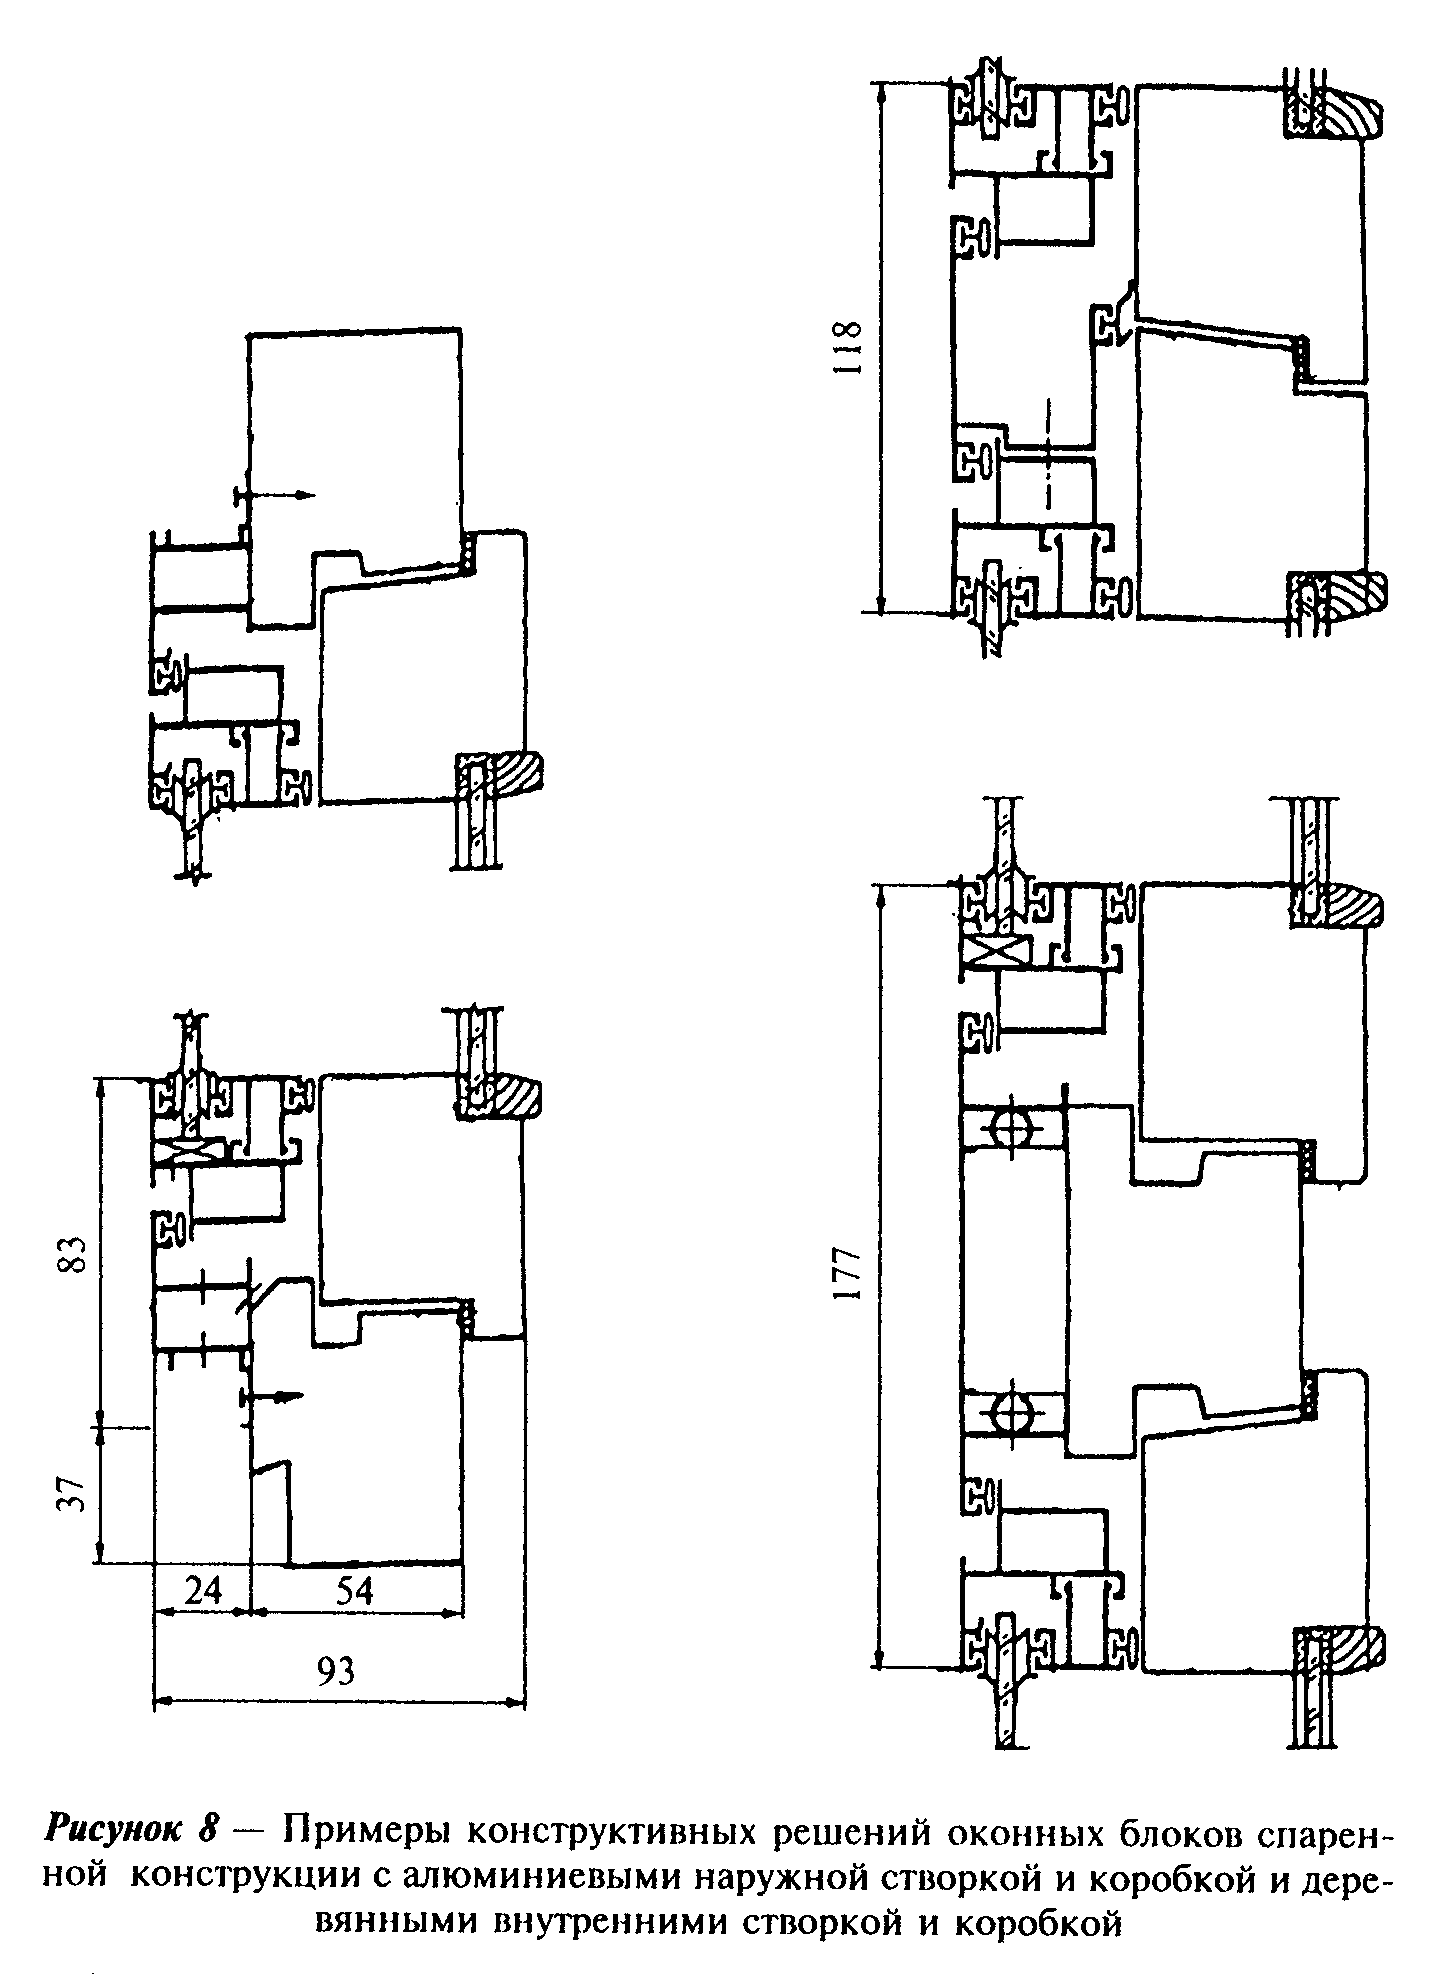 118
83
37
24
54
93
177
Рисунок 8 — Примеры конструктивных решений оконных блоков спарен-
ной конструкции с алюминиевыми наружной створкой и коробкой и дере-
вянными внутренними створкой и коробкой